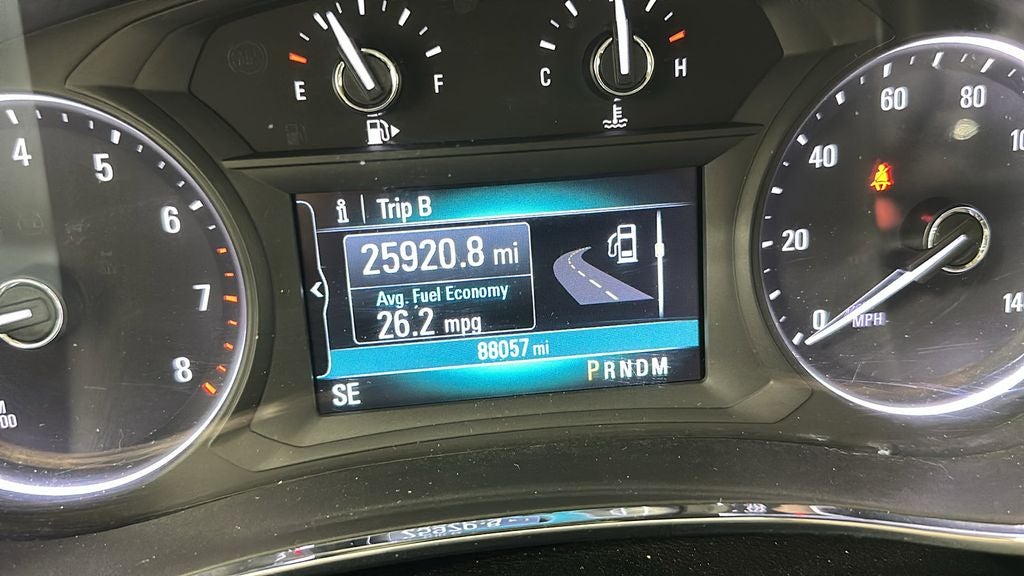 E
F
C
H
4
5
6
7
8
Trip B
25920.8 mi
Avg. Fuel Economy
26.2 mpg
88057 mi
SE
PRNDM
0
20
40
60
80
MPH